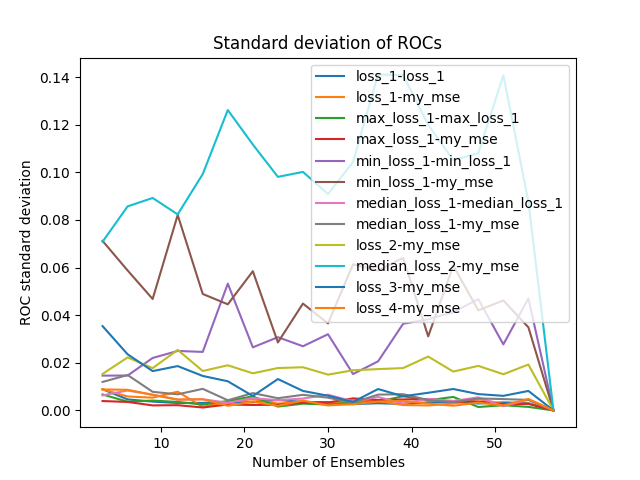 Standard deviation of ROCs
0.14
0.12
0.10
0.08
0.06
0.04
0.02
0.00
ROC standard deviation
loss_1-loss_1
loss_1-my_mse
max_loss_1-max_loss_1
max_loss_1-my_mse
min_loss_1-min_loss_1
min_loss_1-my_mse
median_loss_1-median_loss_1
median_loss_1-my_mse
loss_2-my_mse
median_loss_2-my_mse
loss_3-my_mse
loss_4-my_mse
10 20 30 40 50
Number of Ensembles